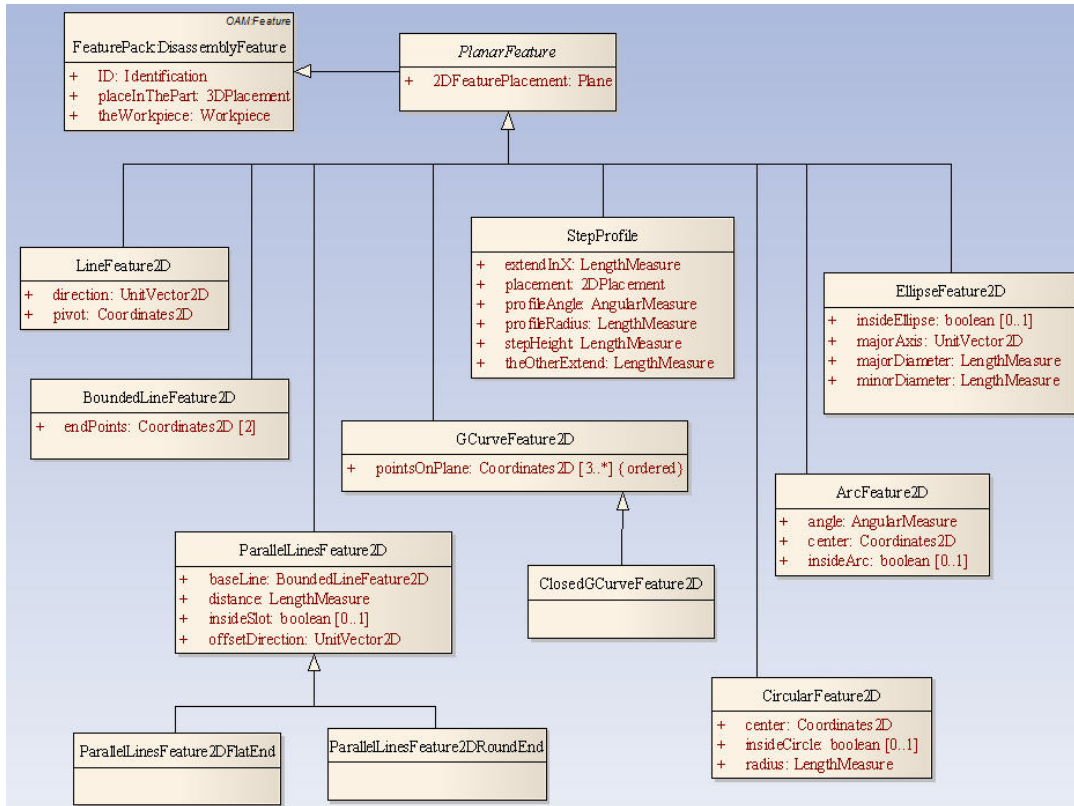 OAM:Feature
FeaturePack:DisassemblyFeature
+ ID: Identification
+ placeInThePart: 3DPlacement
+ theWorkpiece: Workpiece
PlanarFeature
+ 2DFeaturePlacement: Plane
LineFeature2D
+ direction: UnitVector2D
+ pivot: Coordinates2D
BoundedLineFeature2D
+ endPoints: Coordinates2D [2]
ParallelLinesFeature2D
+ baseLine: BoundedLineFeature2D
+ distance: LengthMeasure
+ insideSlot: boolean [0..1]
+ offsetDirection: UnitVector2D
ParallelLinesFeature2DFlatEnd
ParallelLinesFeature2DRoundEnd
GCurveFeature2D
+ pointsOnPlane: Coordinates2D [3..*] {ordered}
ClosedGCurveFeature2D
StepProfile
+ extendInX: LengthMeasure
+ placement: 2DPlacement
+ profileAngle: AngularMeasure
+ profileRadius: LengthMeasure
+ stepHeight: LengthMeasure
+ theOtherExtend: LengthMeasure
CircularFeature2D
+ center: Coordinates2D
+ insideCircle: boolean [0..1]
+ radius: LengthMeasure
ArcFeature2D
+ angle: AngularMeasure
+ center: Coordinates2D
+ insideArc: boolean [0..1]
EllipseFeature2D
+ insideEllipse: boolean [0..1]
+ majorAxis: UnitVector2D
+ majorDiameter: LengthMeasure
+ minorDiameter: LengthMeasure